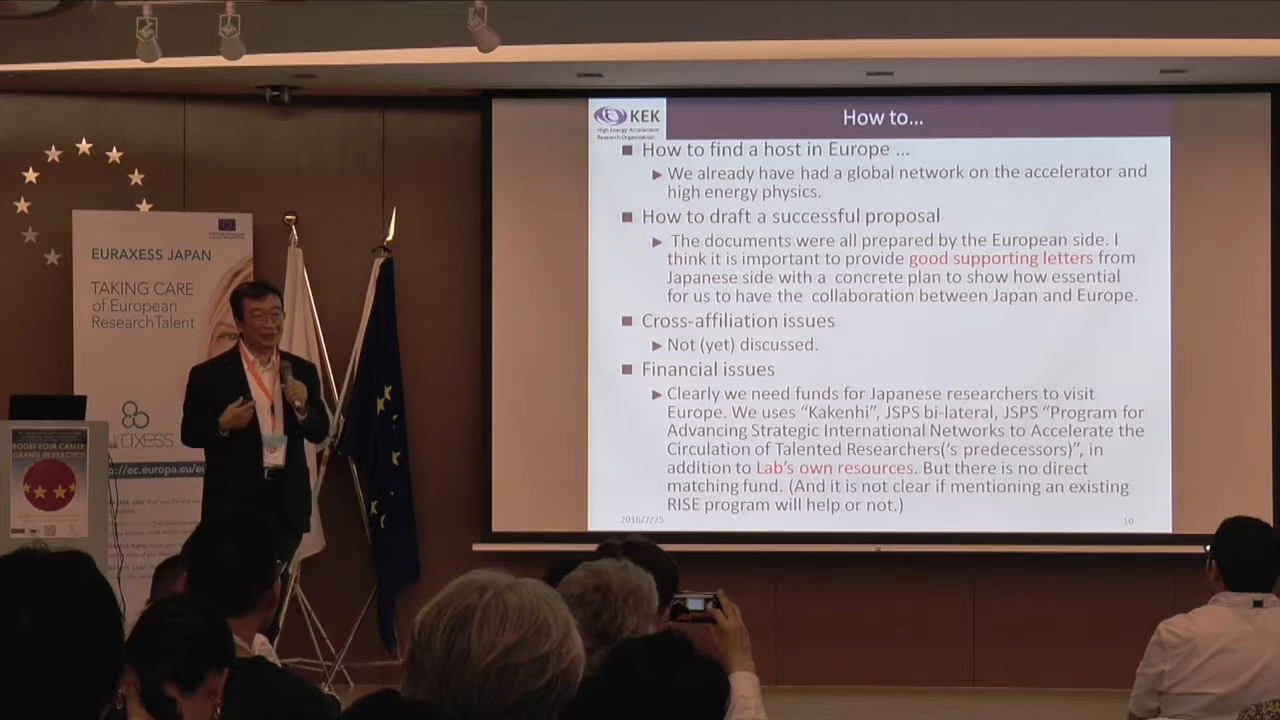 KEK
High Energy Accelerator
Research Organization
How to...
How to find a host in Europe ...
We already have had a global network on the accelerator and
high energy physics.
How to draft a successful proposal
The documents were all prepared by the European side. I
think it is important to provide good supporting letters from
Japanese side with a concrete plan to show how essential
for us to have the collaboration between Japan and Europe.
Cross-affiliation issues
Not (yet) discussed.
Financial issues
Clearly we need funds for Japanese researchers to visit
Europe. We uses “Kakenhi”, JSPS bi-lateral, JSPS “Program for
Advancing Strategic International Networks to Accelerate the
Circulation of Talented Researchers(‘s predecessors)”, in
addition to Lab’s own resources. But there is no direct
matching fund. (And it is not clear if mentioning an existing
RISE program will help or not.)
2016/7/25
10
EURAXESS JAPAN
TAKING CARE
of European
Research Talent
raxess
p://ec.europa.eu/eu
BOOST YOUR CAREER
GRANTS IN PRACTICE